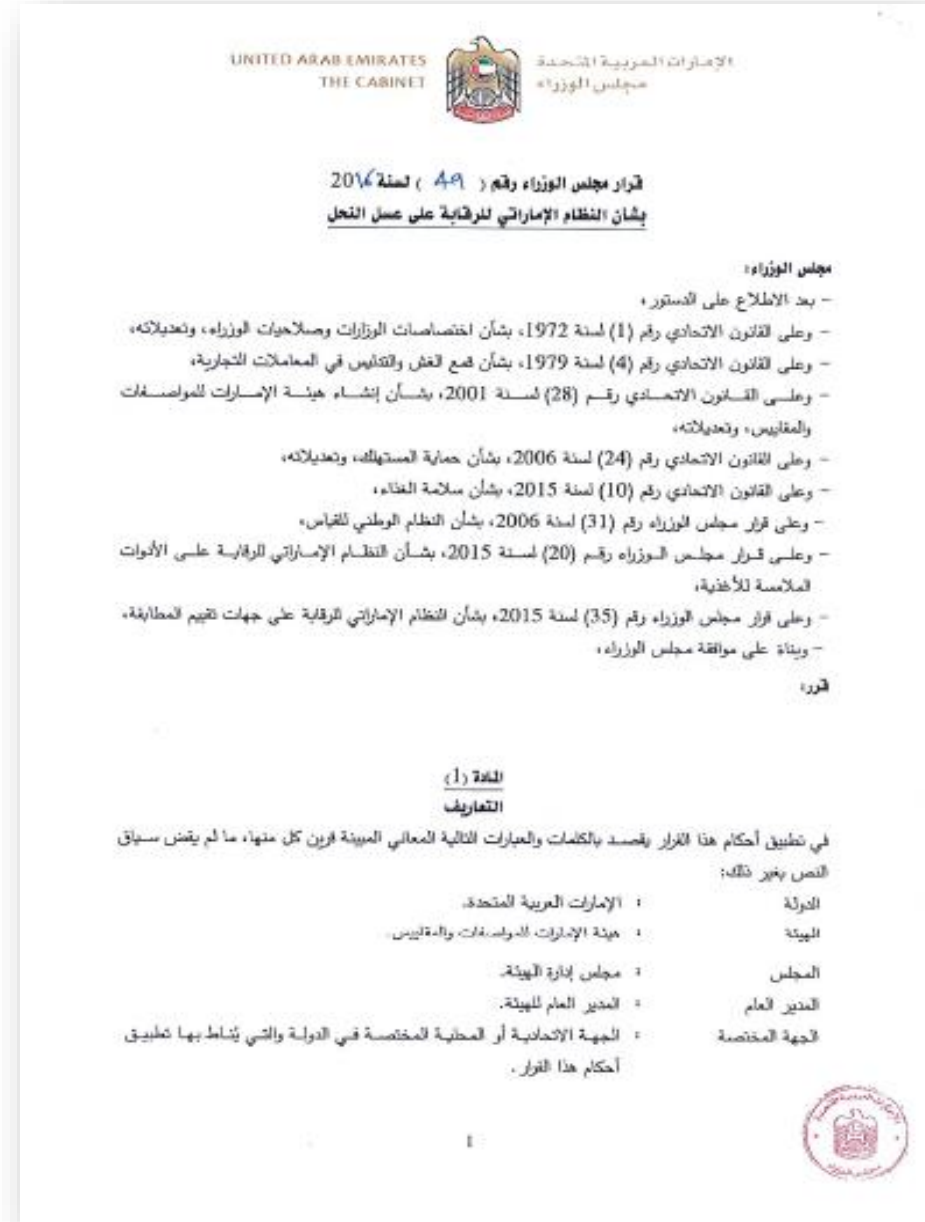 UNITED ARAB EMIRATES
THE CABINET
الإمارات العربية المتحدة
مجلس الوزراء
قرار مجلس الوزراء رقم ( 49 ) لسنة 2016
بشأن النظام الإماراتي للرقابة على عسل النحل
مجلس الوزراء:
- بعد الاطلاع على الدستور،
- وعلى القانون الاتحادي رقم (1) لسنة 1972، بشأن اختصاصات الوزارات وصلاحيات الوزراء، وتعديلاته،
- وعلى القانون الاتحادي رقم (4) لسنة 1979، بشأن قمع الغش والتدليس في المعاملات التجارية،
- وعلى القانون الاتحادي رقم (28) لسنة 2001، بشأن إنشاء هيئة الإمارات للمواصفات
والمقاييس، وتعديلاته،
- وعلى القانون الاتحادي رقم (24) لسنة 2006، بشأن حماية المستهلك، وتعديلاته،
- وعلى القانون الاتحادي رقم (10) لسنة 2015، بشأن سلامة الغذاء،
- وعلى قرار مجلس الوزراء رقم (31) لسنة 2006، بشأن النظام الوطني للقياس،
- وعلى قرار مجلس الوزراء رقم (20) لسنة 2015، بشأن النظام الإماراتي للرقابة على الأدوات
الملامسة للأغذية،
- وعلى قرار مجلس الوزراء رقم (35) لسنة 2015، بشأن النظام الإماراتي للرقابة على جهات تقييم المطابقة،
- وبناءً على موافقة مجلس الوزراء،
قرر:
المادة (1)
التعاريف
في تطبيق أحكام هذا القرار يقصد بالكلمات والعبارات التالية المعاني المبينة قرين كل منها، ما لم يقض سياق
النص بغير ذلك:
الدولة : الإمارات العربية المتحدة.
الهيئة : هيئة الإمارات للمواصفات والمقاييس.
المجلس : مجلس إدارة الهيئة.
المدير العام : المدير العام للهيئة.
الجهة المختصة : الجهة الاتحادية أو المحلية المختصة في الدولة والتي يُناط بها تطبيق
أحكام هذا القرار.
1
الإمارات العربية المتحدة
مجلس الوزراء